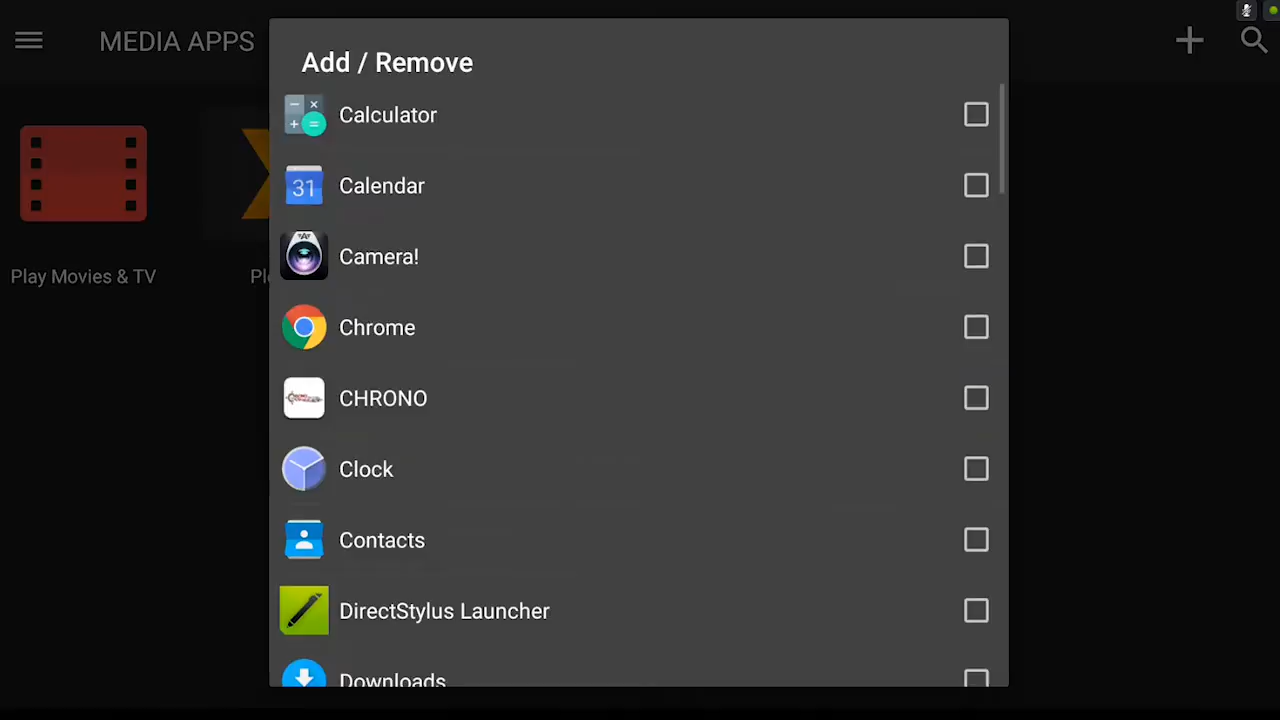 MEDIA APPS
Add / Remove
Calculator
31
Calendar
Camera!
Chrome
CHRONO
Clock
Contacts
DirectStylus Launcher
Downloads
Play Movies & TV